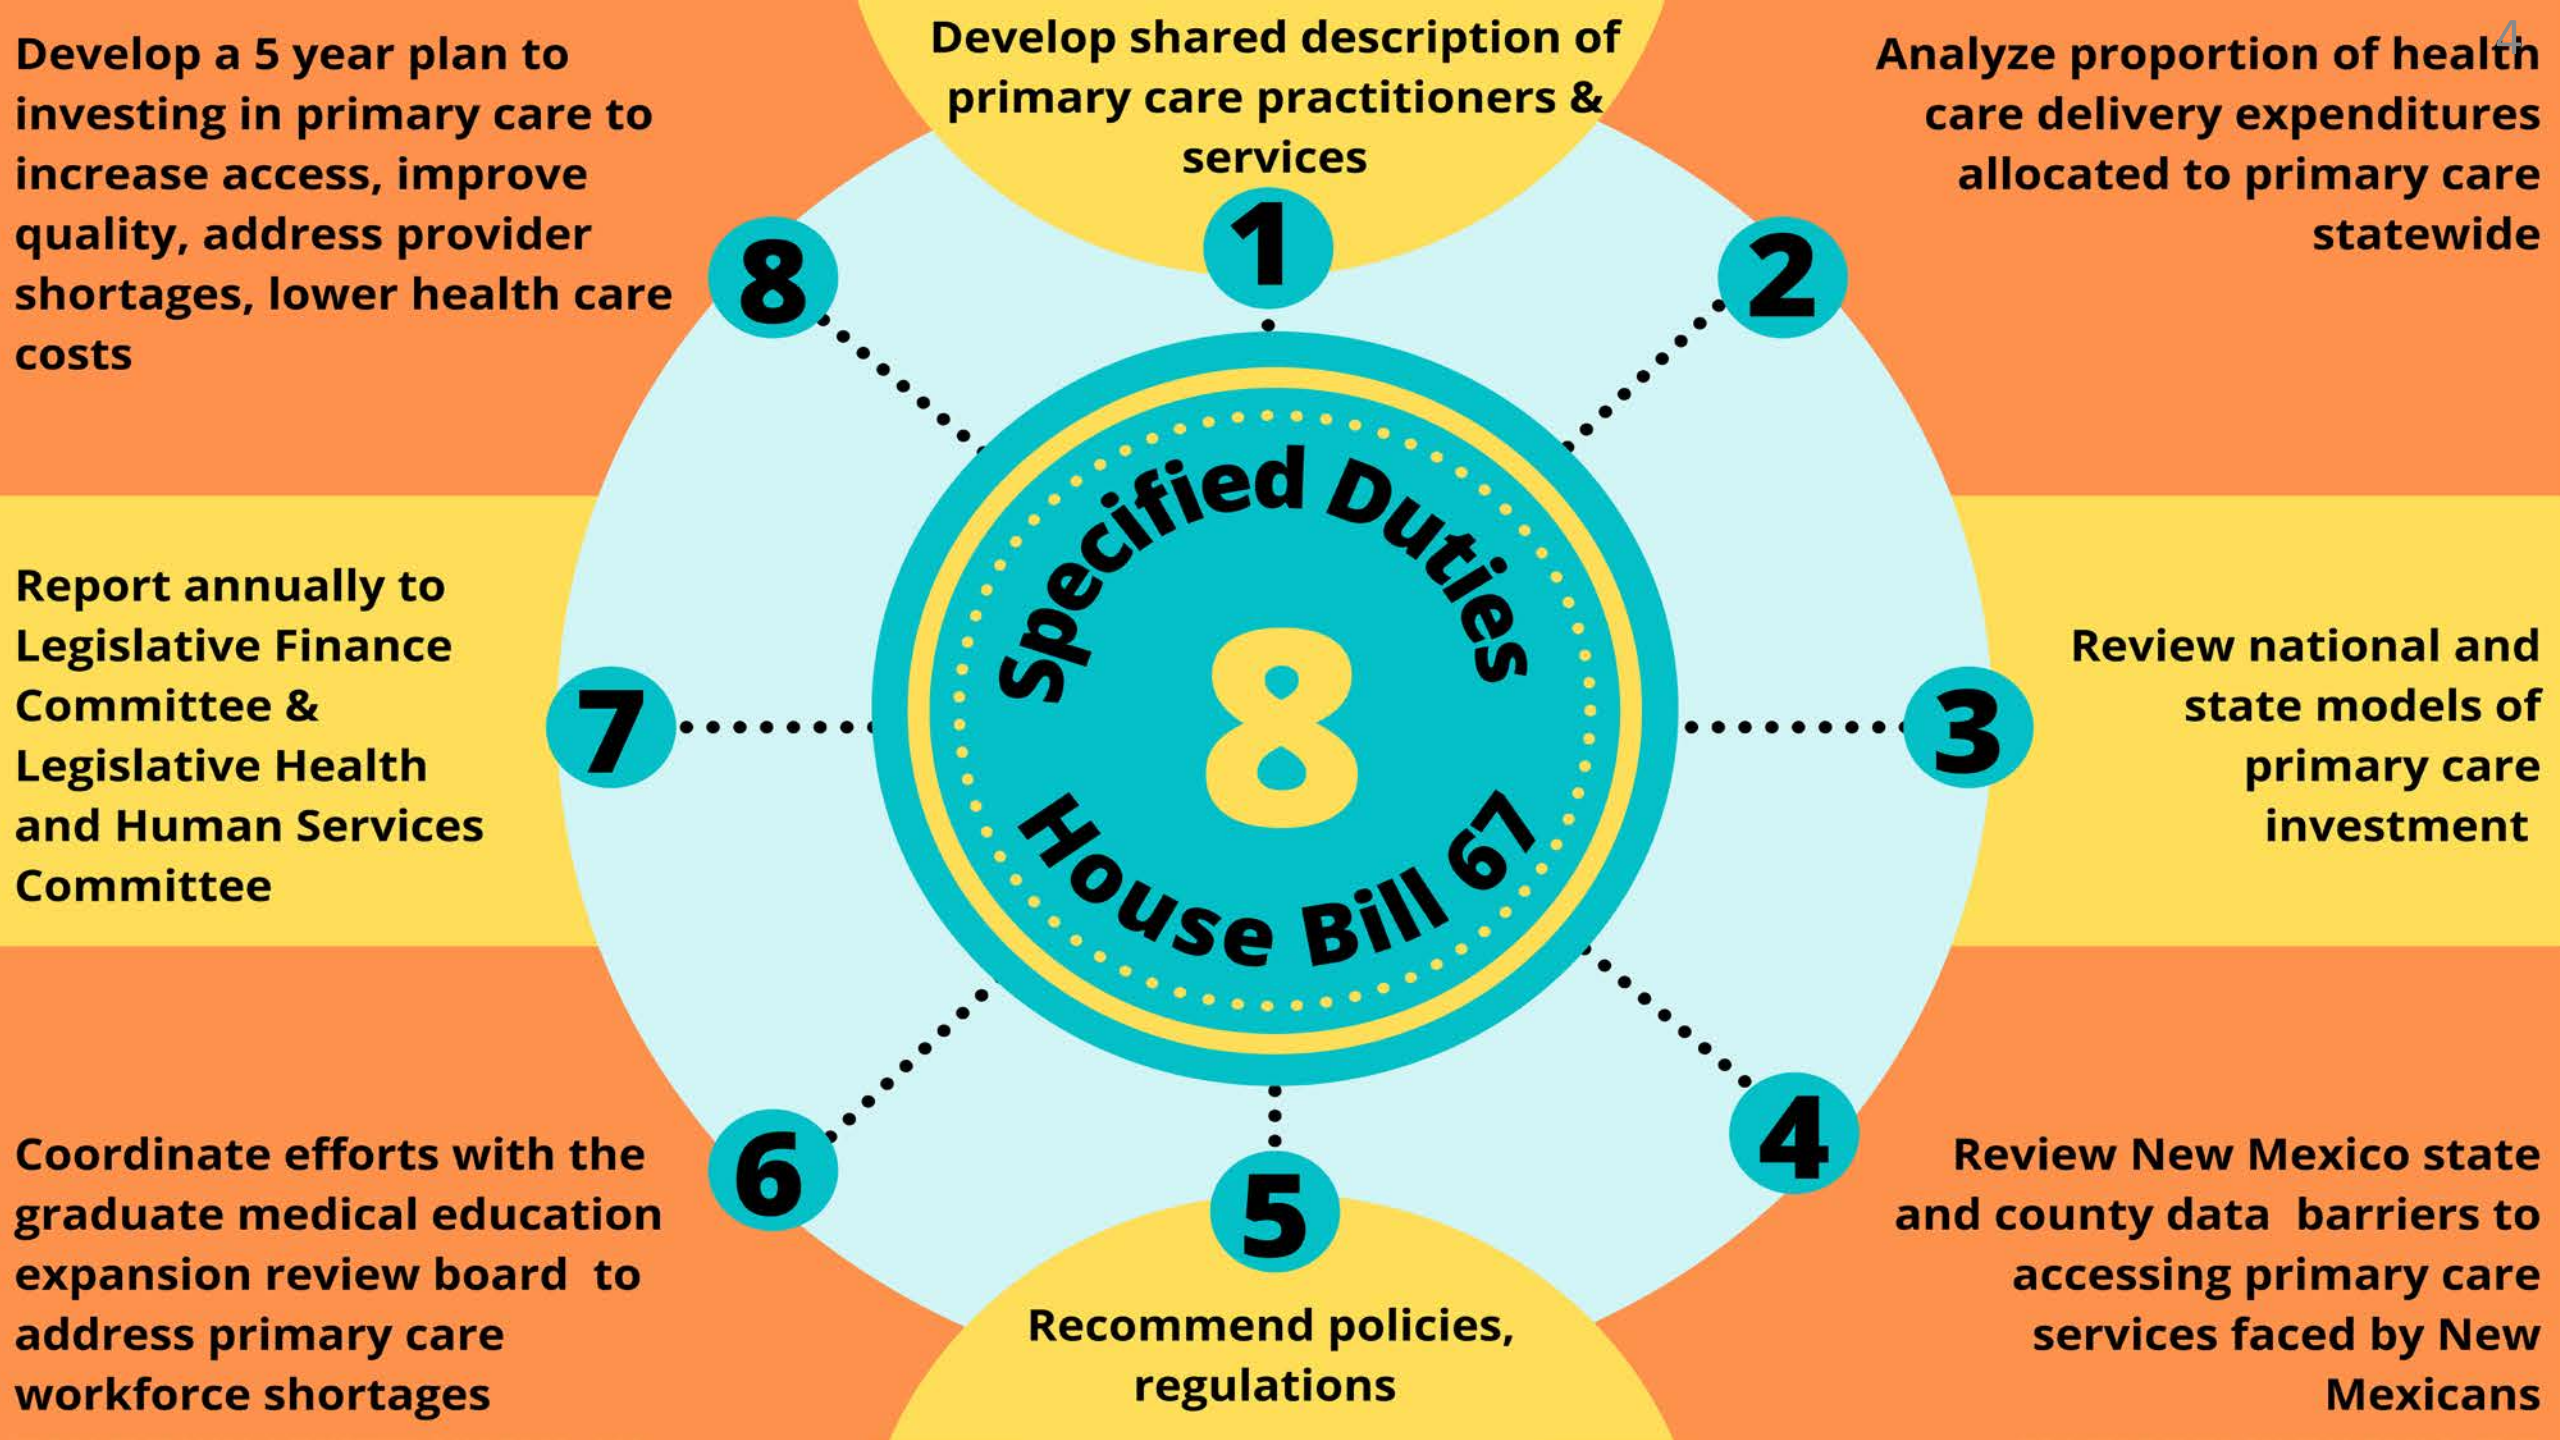 Develop shared description of
primary care practitioners &
services
1
4
Analyze proportion of health
care delivery expenditures
allocated to primary care
statewide
2
Review national and
state models of
primary care
investment
3
Review New Mexico state
and county data  barriers to
accessing primary care
services faced by New
Mexicans
4
5
Recommend policies,
regulations
6
Coordinate efforts with the
graduate medical education
expansion review board  to
address primary care
workforce shortages
7
Report annually to
Legislative Finance
Committee &
Legislative Health
and Human Services
Committee
8
Develop a 5 year plan to
investing in primary care to
increase access, improve
quality, address provider
shortages, lower health care
costs
Specified Duties
8
House Bill 67